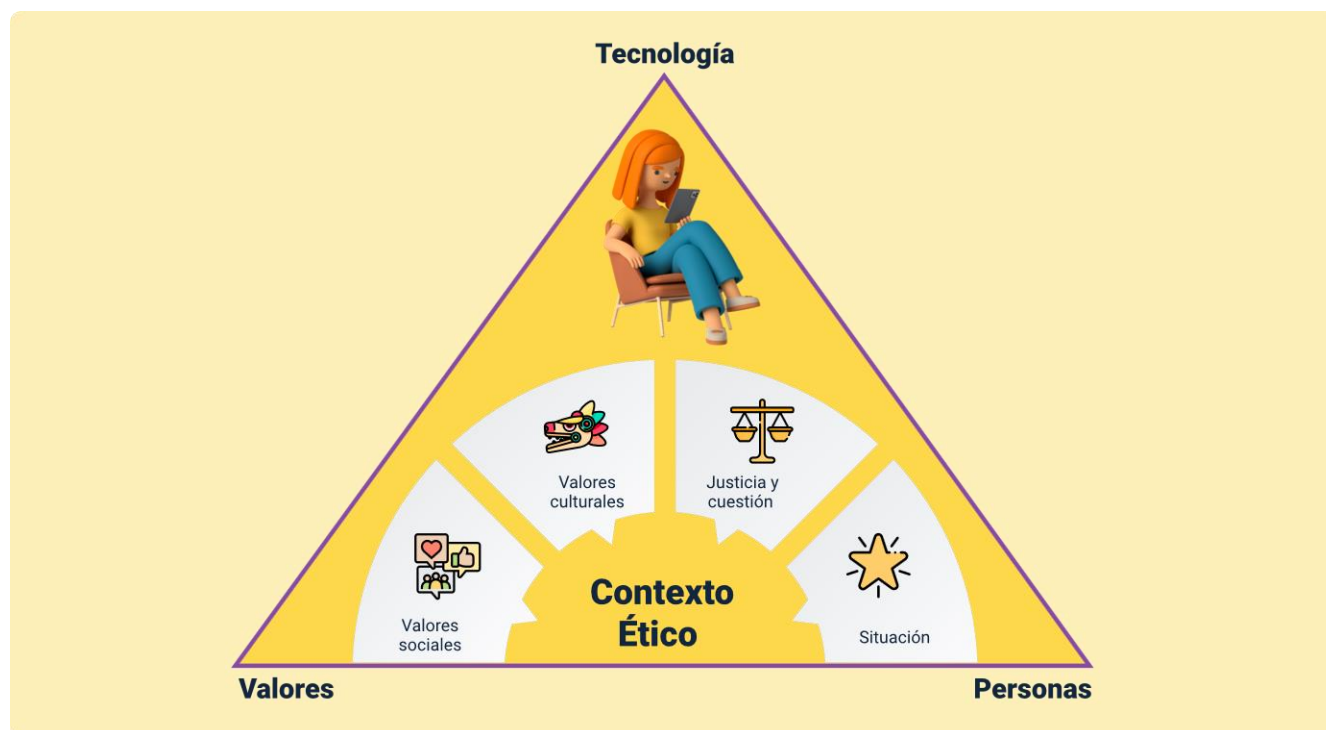 Tecnología
Valores
culturales
Justicia y
cuestión
Valores
sociales
Contexto
Ético
Situación
Valores
Personas